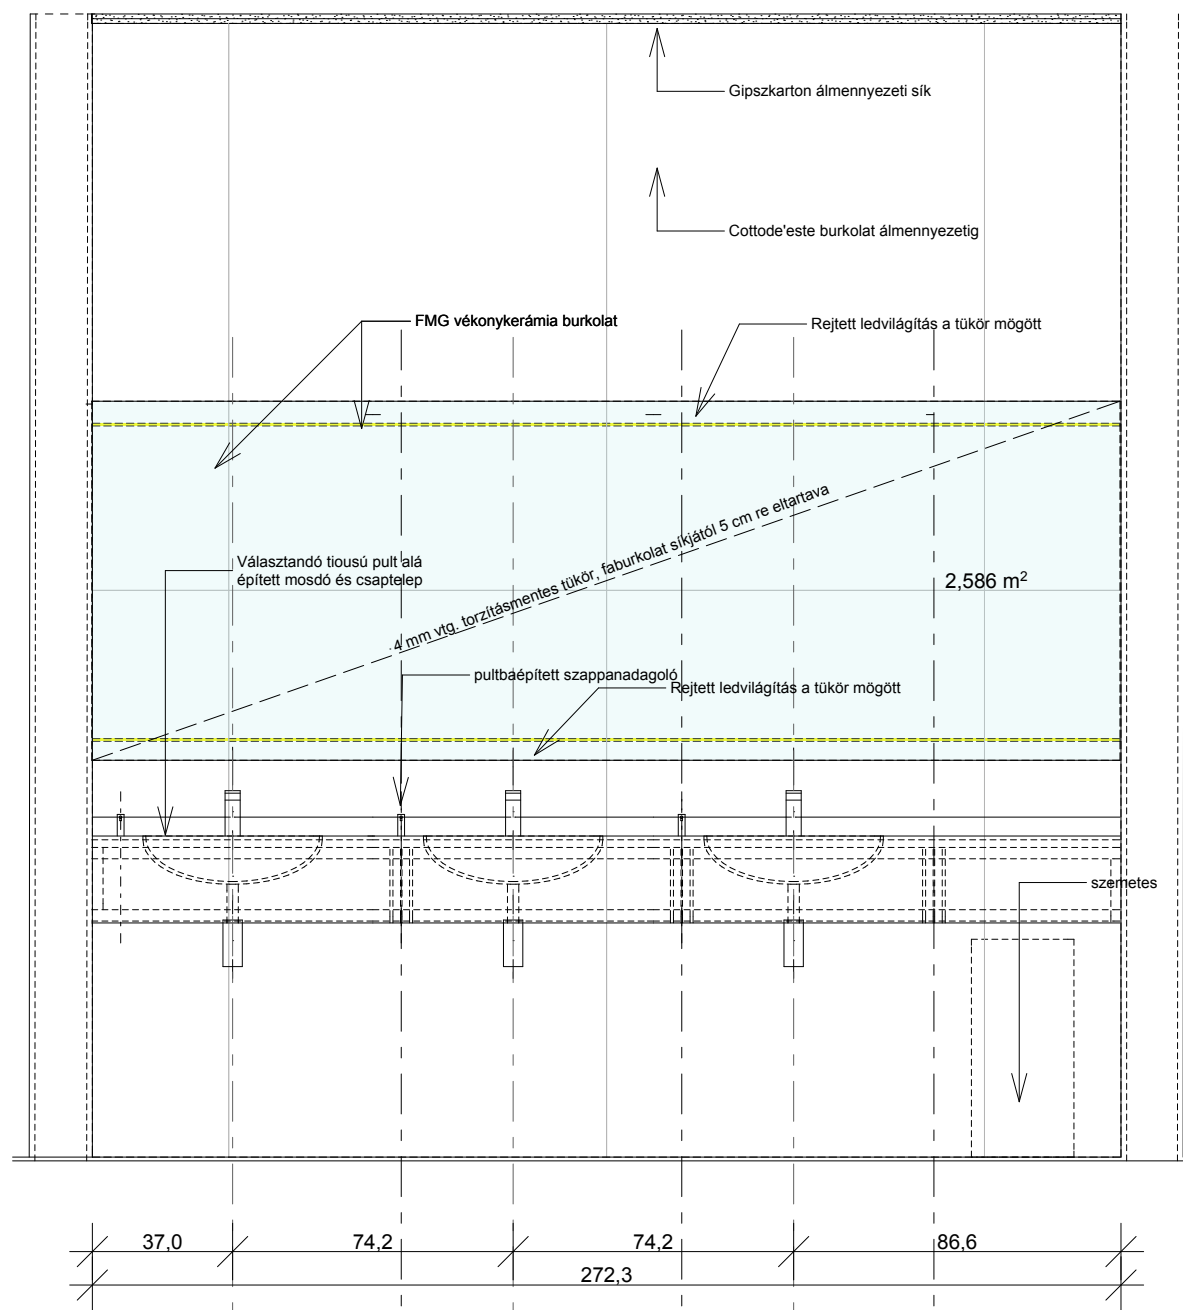 Gipszkarton álmennyezeti sík
Cottode'este burkolat álmennyezetig
FMG vékonykerámia burkolat
Rejtett ledvilágítás a tükör mögött
4 mm vtg. torzításmentes tükör, faburkolat síkjától 5 cm re eltartava
Választandó tiousú pult alá
épített mosdó és csaptelep
2,586 m²
pultbaépített szappanadagoló
Rejtett ledvilágítás a tükör mögött
szemetes
37,0
74,2
74,2
86,6
272,3